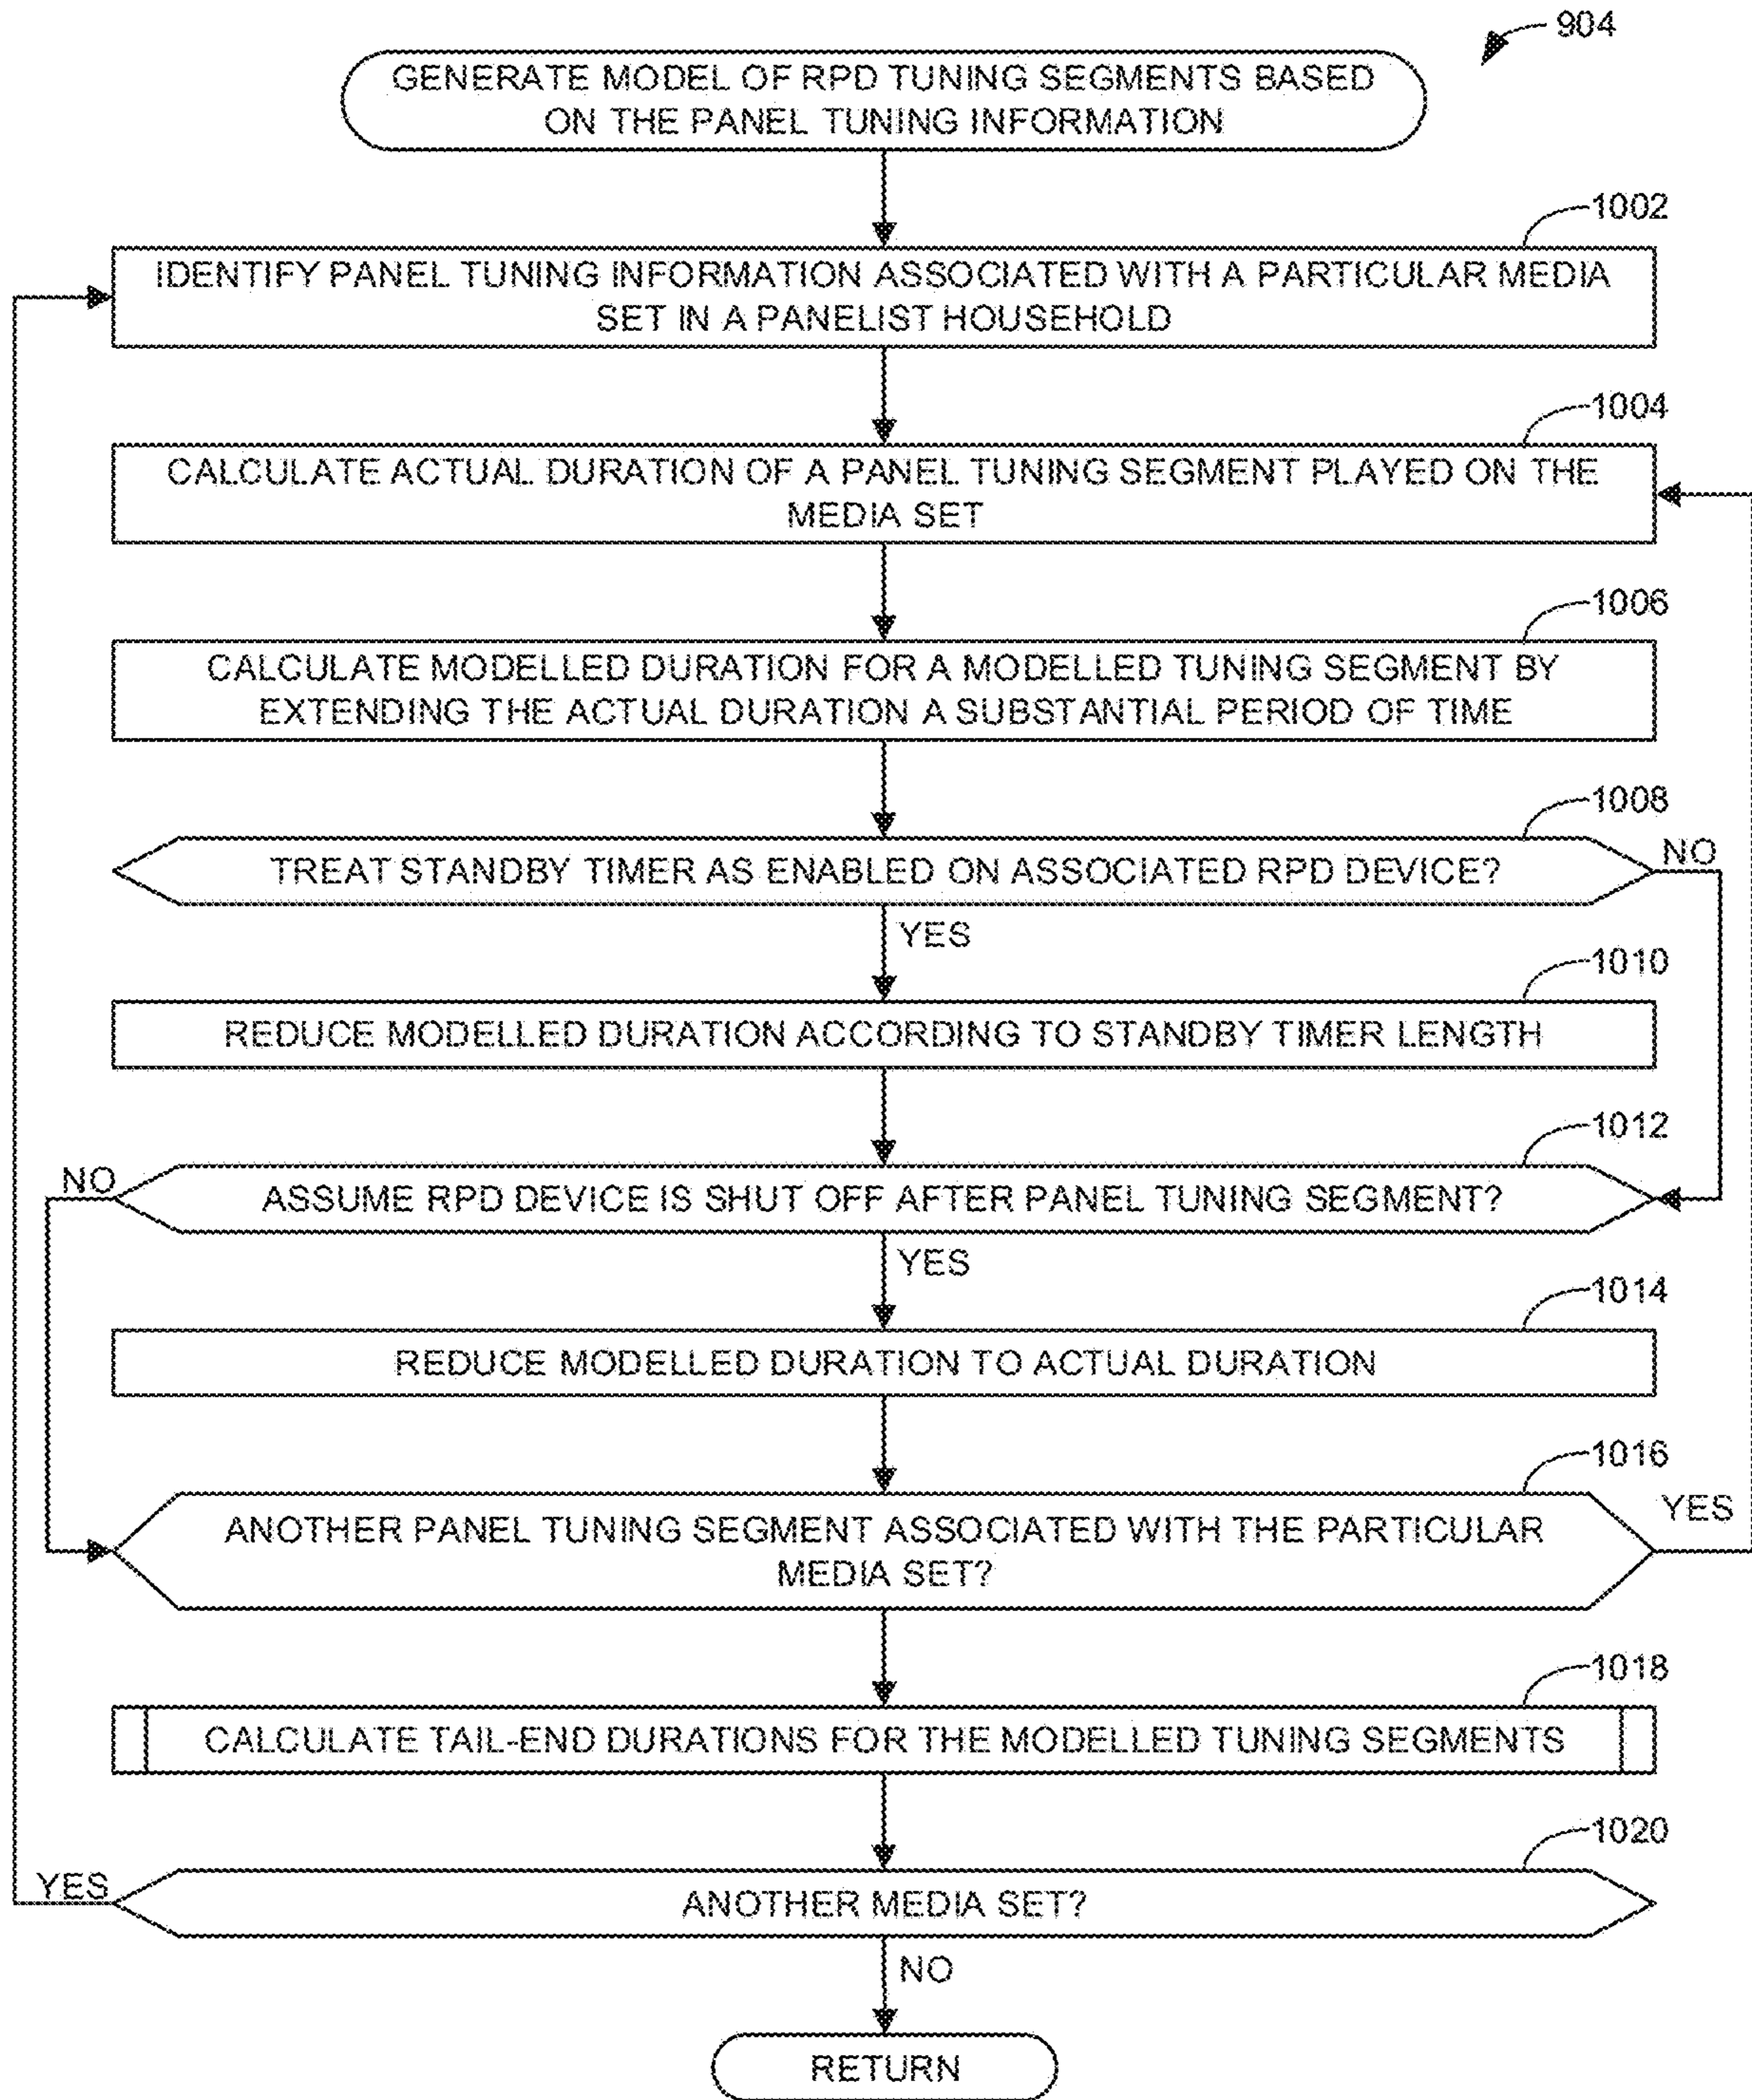 904
GENERATE MODEL OF RPD TUNING SEGMENTS BASED
ON THE PANEL TUNING INFORMATION
1002
IDENTIFY PANEL TUNING INFORMATION ASSOCIATED WITH A PARTICULAR MEDIA
SET IN A PANELIST HOUSEHOLD
1004
CALCULATE ACTUAL DURATION OF A PANEL TUNING SEGMENT PLAYED ON THE
MEDIA SET
1006
CALCULATE MODELLED DURATION FOR A MODELLED TUNING SEGMENT BY
EXTENDING THE ACTUAL DURATION A SUBSTANTIAL PERIOD OF TIME
1008
TREAT STANDBY TIMER AS ENABLED ON ASSOCIATED RPD DEVICE?
NO
YES
1010
REDUCE MODELLED DURATION ACCORDING TO STANDBY TIMER LENGTH
1012
NO
ASSUME RPD DEVICE IS SHUT OFF AFTER PANEL TUNING SEGMENT?
YES
1014
REDUCE MODELLED DURATION TO ACTUAL DURATION
1016
ANOTHER PANEL TUNING SEGMENT ASSOCIATED WITH THE PARTICULAR
MEDIA SET?
YES
1018
CALCULATE TAIL-END DURATIONS FOR THE MODELLED TUNING SEGMENTS
1020
YES
ANOTHER MEDIA SET?
NO
RETURN